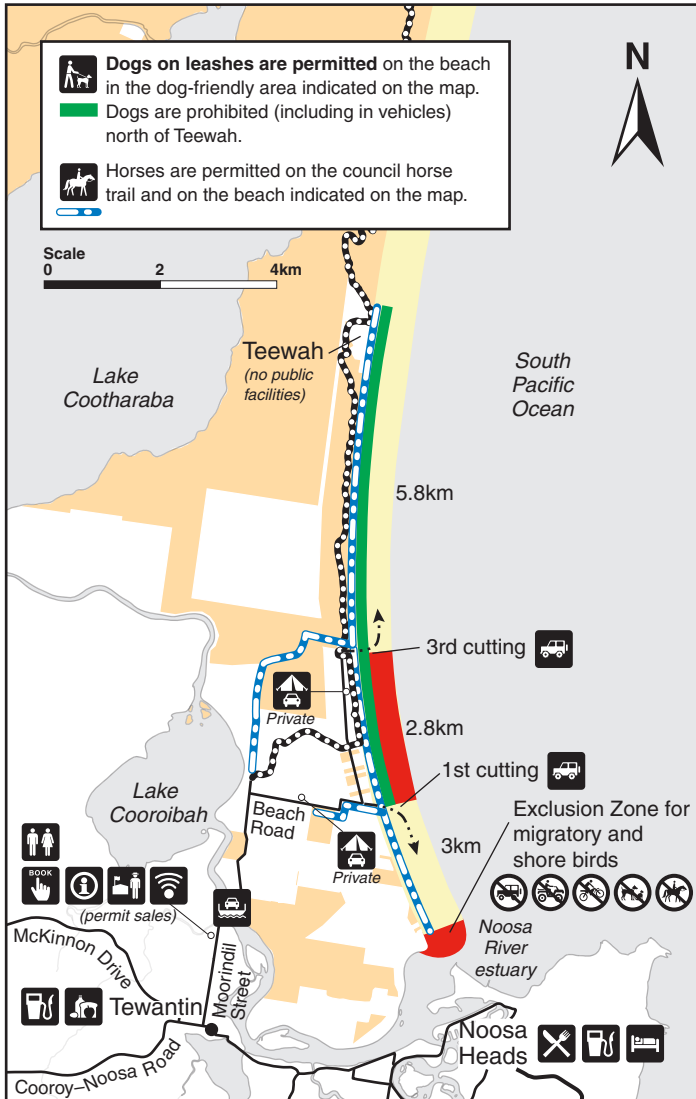 Dogs on leashes are permitted on the beach
in the dog-friendly area indicated on the map.
Dogs are prohibited (including in vehicles)
north of Teewah.
Horses are permitted on the council horse
trail and on the beach indicated on the map.
N
Scale
0 2 4km
Teewah
(no public
facilities)
Lake
Cootharaba
South
Pacific
Ocean
5.8km
3rd cutting
Private
2.8km
1st cutting
Lake
Cooroibah
Beach
Road
Private
3km
Exclusion Zone for
migratory and
shore birds
BOOK
(permit sales)
Noosa
River
estuary
McKinnon Drive
Moorindil
Street
Tewantin
Cooroy–Noosa Road
Noosa
Heads